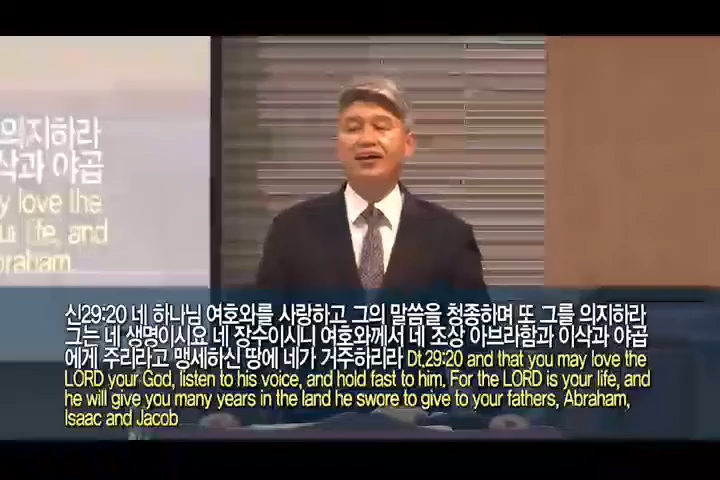 의지하라
삭과 야곱
y love the
ur life, and
braham
신29:20 네 하나님 여호와를 사랑하고 그의 말씀을 청종하며 또 그를 의지하라
그는 네 생명이시요 네 장수이시니 여호와께서 네 조상 아브라함과 이삭과 야곱
에게 주리라고 맹세하신 땅에 네가 거주하리라 Dt.29:20 and that you may love the
LORD your God, listen to his voice, and hold fast to him. For the LORD is your life, and
he will give you many years in the land he swore to give to your fathers, Abraham,
Isaac and Jacob